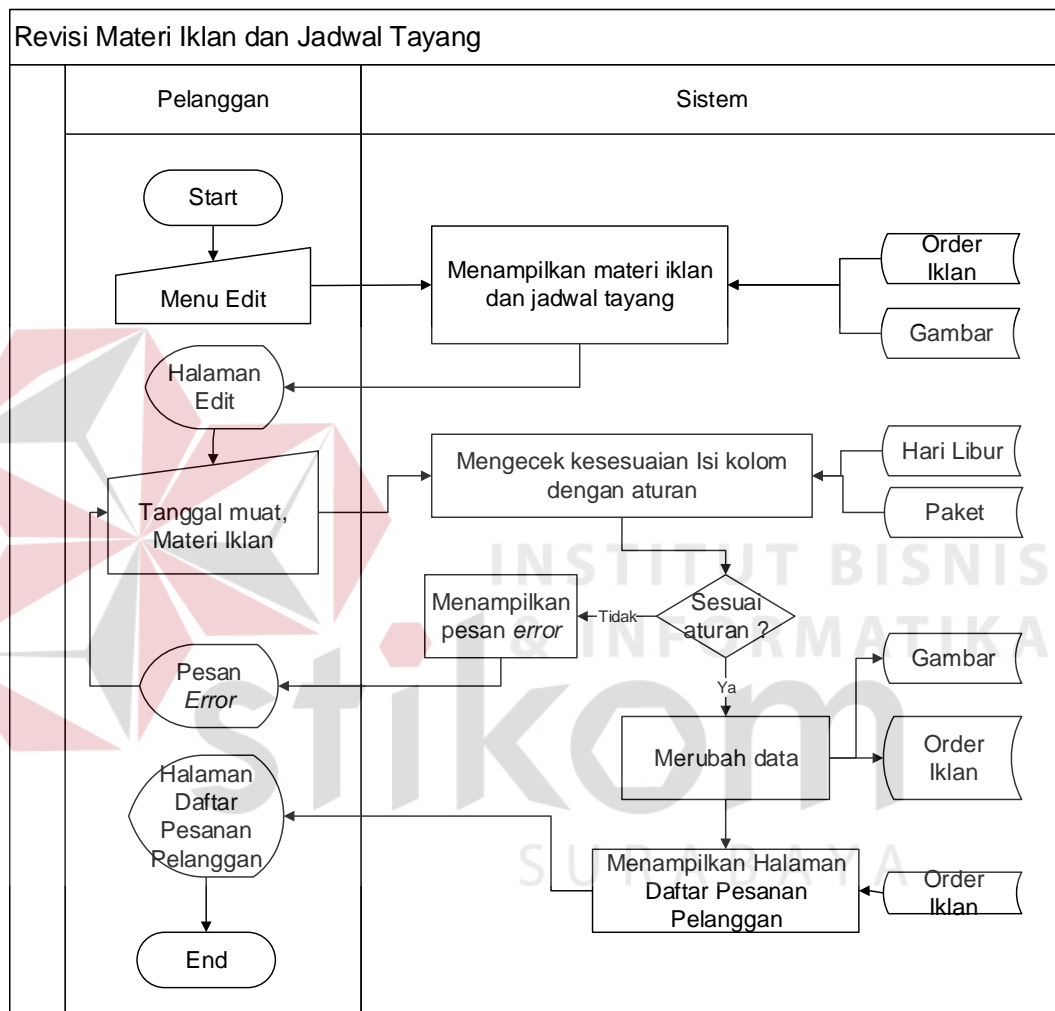 Revisi Materi Iklan dan Jadwal Tayang
Pelanggan
Sistem
Start
Menu Edit
Menampilkan materi iklan
dan jadwal tayang
Order
Iklan
Gambar
Halaman
Edit
Tanggal muat,
Materi Iklan
Mengecek kesesuaian Isi kolom
dengan aturan
Hari Libur
Paket
INSTITUT BISNIS
& INFORMATIKA
Sesuai
aturan ?
Tidak
Menampilkan
pesan error
Pesan
Error
Ya
Gambar
stikom
Merubah data
Order
Iklan
Halaman
Daftar
Pesanan
Pelanggan
SURABAYA
Menampilkan Halaman
Daftar Pesanan
Pelanggan
Order
Iklan
End